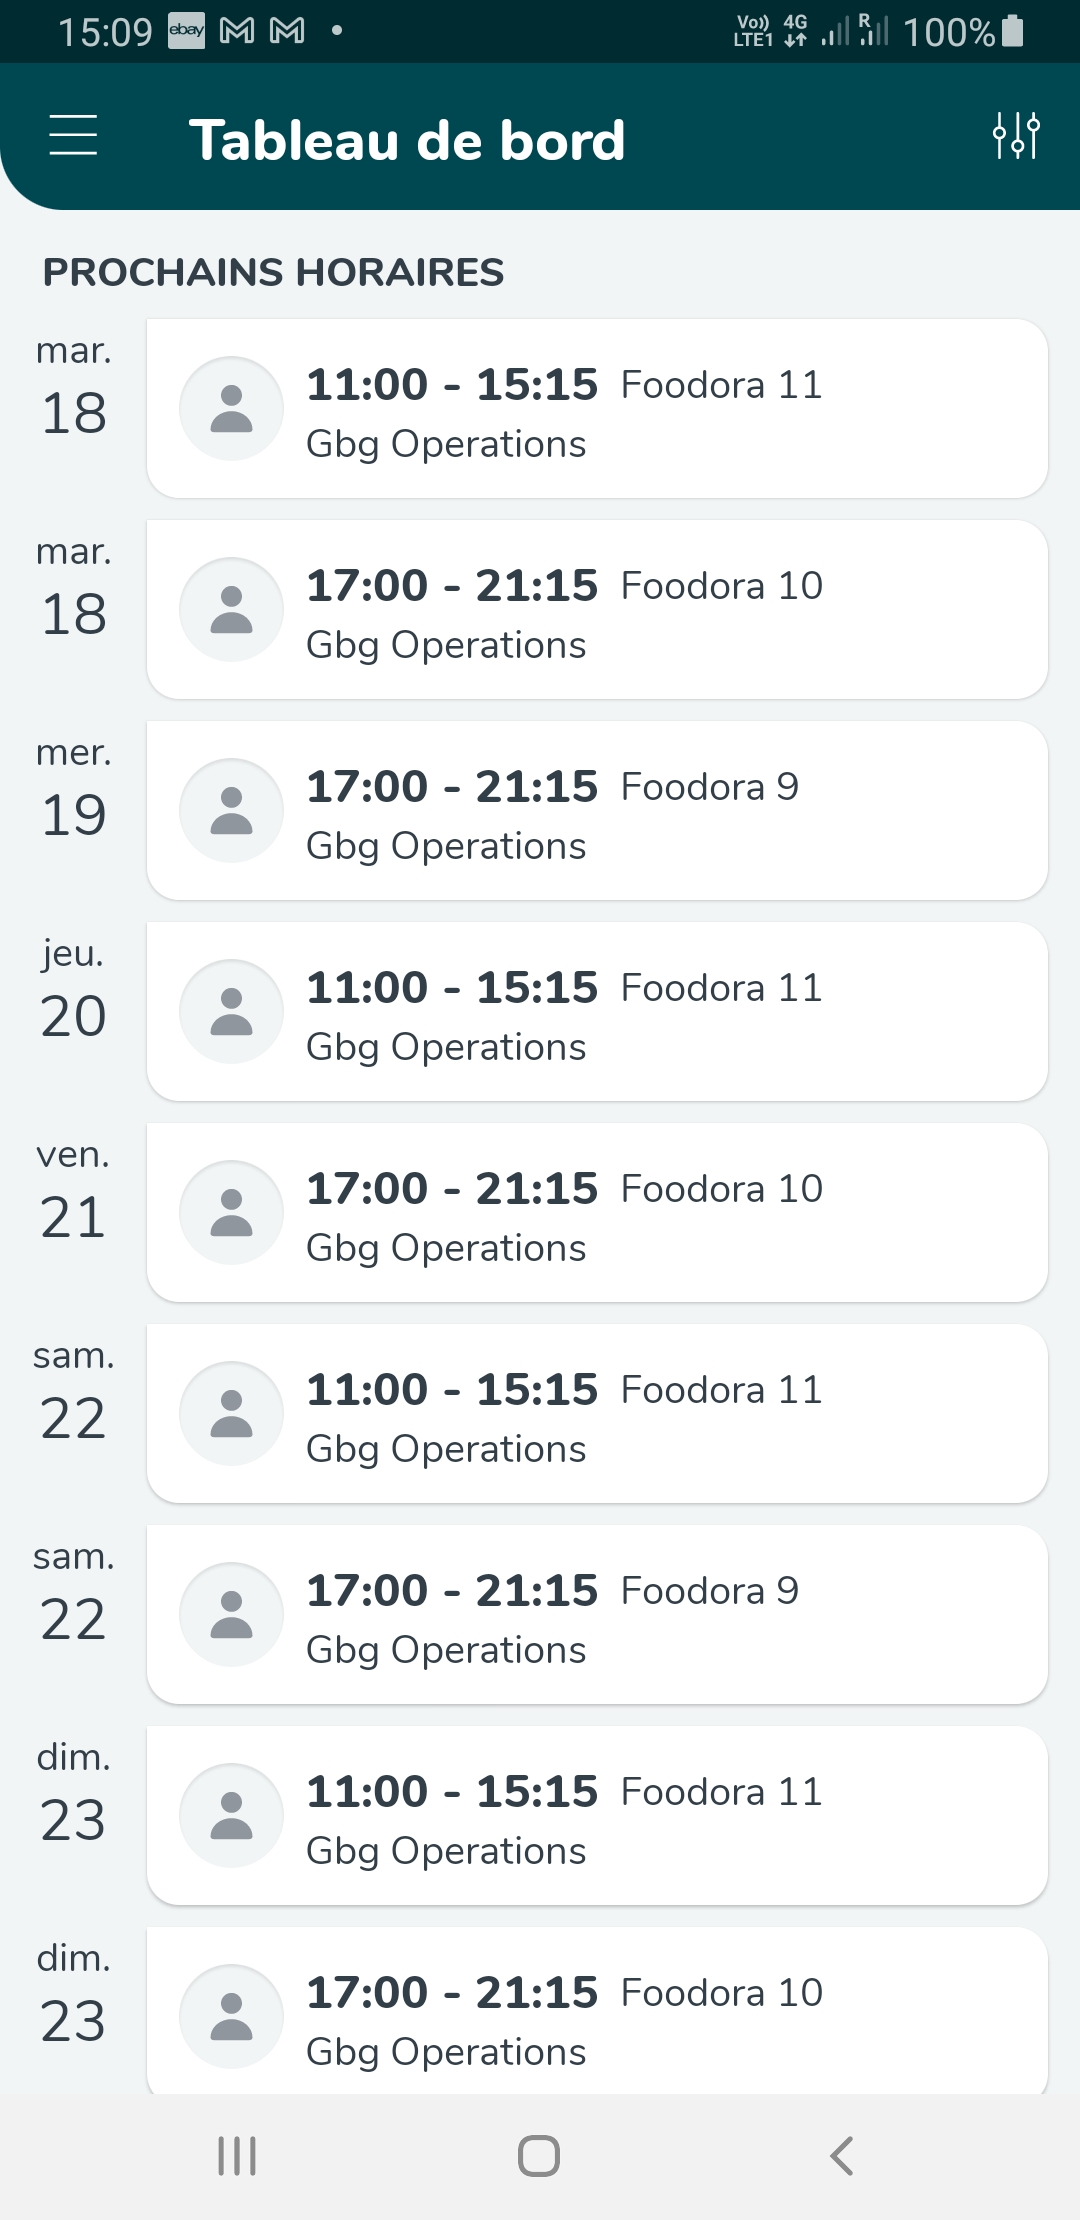 15:09 ebay Vo)) LTE1 4G R 100%
Tableau de bord
PROCHAINS HORAIRES
mar.
18
11:00 - 15:15 Foodora 11
Gbg Operations
mar.
18
17:00 - 21:15 Foodora 10
Gbg Operations
mer.
19
17:00 - 21:15 Foodora 9
Gbg Operations
jeu.
20
11:00 - 15:15 Foodora 11
Gbg Operations
ven.
21
17:00 - 21:15 Foodora 10
Gbg Operations
sam.
22
11:00 - 15:15 Foodora 11
Gbg Operations
sam.
22
17:00 - 21:15 Foodora 9
Gbg Operations
dim.
23
11:00 - 15:15 Foodora 11
Gbg Operations
dim.
23
17:00 - 21:15 Foodora 10
Gbg Operations